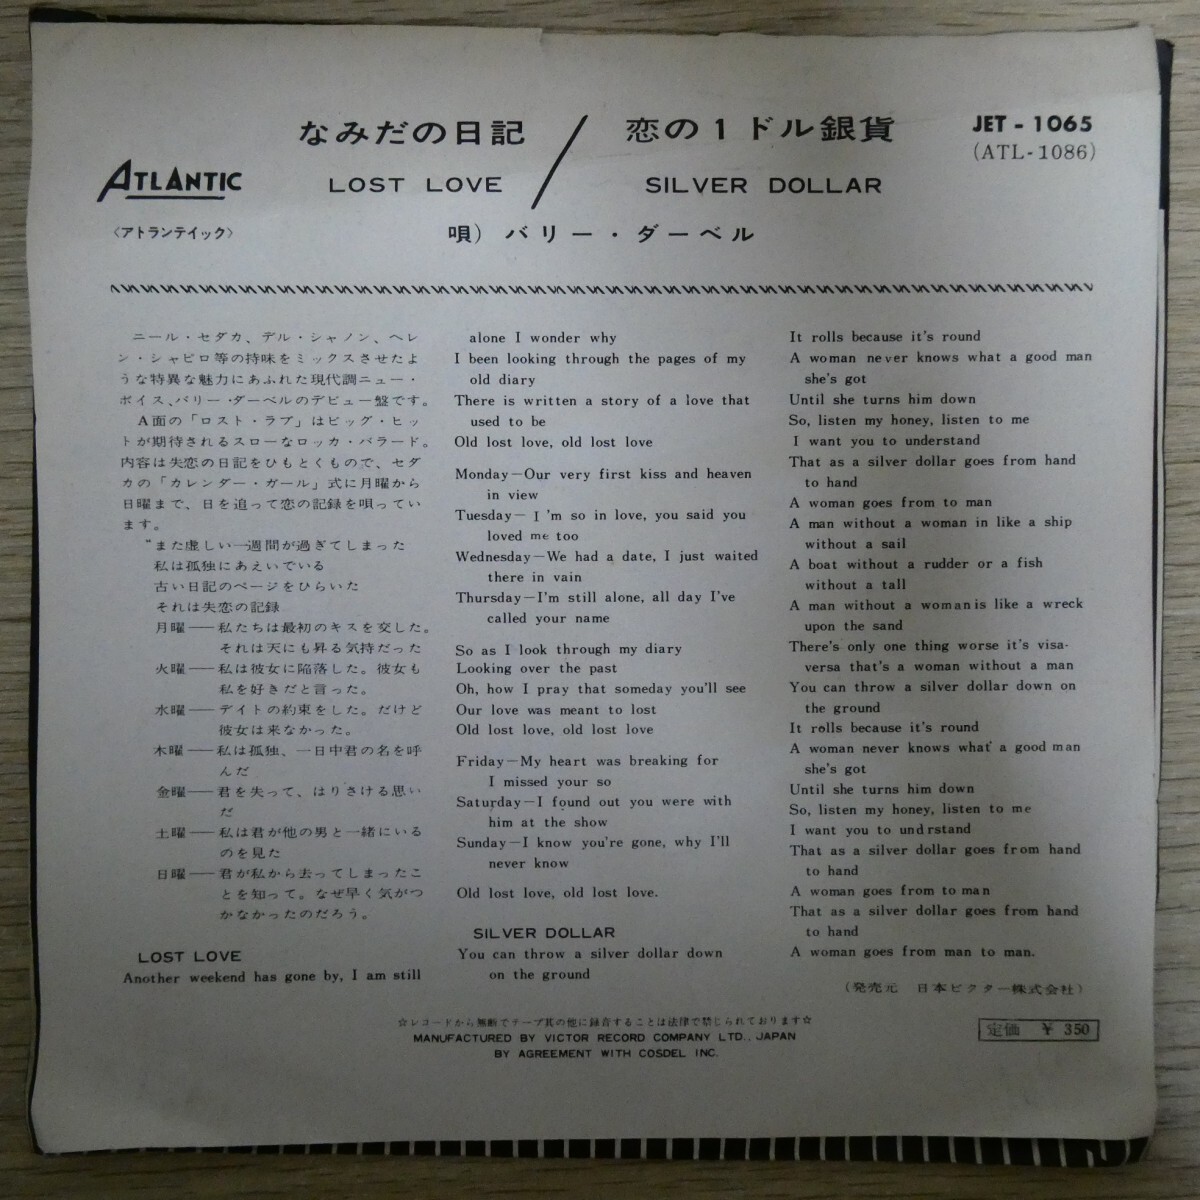 なみだの日記 / 恋の1ドル銀貨
LOST LOVE / SILVER DOLLAR
JET - 1065
(ATL-1086)
ATLANTIC
〈アトランテイック〉
唄) バリー・ダーベル
ニール・セダカ、デル・シャノン、ヘレ
ン・シャピロ等の持味をミックスさせたよ
うな特異な魅力にあふれた現代調ニュー・
ボイス、バリー・ダーベルのデビュー盤です。
A面の「ロスト・ラブ」はビッグ・ヒッ
トが期待されるスローなロッカ・バラード。
内容は失恋の日記をひもとくもので、セダ
カの「カレンダー・ガール」式に月曜から
日曜まで、日を追って恋の記録を唄ってい
ます。
“また虚しい一週間が過ぎてしまった
私は孤独にあえいでいる
古い日記のページをひらいた
それは失恋の記録
月曜――私たちは最初のキスを交した。
それは天にも昇る気持だった
火曜――私は彼女に陥落した。彼女も
私を好きだと言った。
水曜――デイトの約束をした。だけど
彼女は来なかった。
木曜――私は孤独、一日中君の名を呼
んだ
金曜――君を失って、はりさける思い
だ
土曜――私は君が他の男と一緒にいる
のを見た
日曜――君が私から去ってしまったこ
とを知って。なぜ早く気がつ
かなかったのだろう。
LOST LOVE
Another weekend has gone by, I am still
alone I wonder why
I been looking through the pages of my
old diary
There is written a story of a love that
used to be
Old lost love, old lost love
Monday—Our very first kiss and heaven
in view
Tuesday— I'm so in love, you said you
loved me too
Wednesday—We had a date, I just waited
there in vain
Thursday—I'm still alone, all day I've
called your name
So as I look through my diary
Looking over the past
Oh, how I pray that someday you'll see
Our love was meant to lost
Old lost love, old lost love
Friday—My heart was breaking for
I missed your so
Saturday—I found out you were with
him at the show
Sunday—I know you're gone, why I'll
never know
Old lost love, old lost love.
SILVER DOLLAR
You can throw a silver dollar down
on the ground
It rolls because it's round
A woman never knows what a good man
she's got
Until she turns him down
So, listen my honey, listen to me
I want you to understand
That as a silver dollar goes from hand
to hand
A woman goes from to man
A man without a woman in like a ship
without a sail
A boat without a rudder or a fish
without a tall
A man without a woman is like a wreck
upon the sand
There's only one thing worse it's visa-
versa that's a woman without a man
You can throw a silver dollar down on
the ground
It rolls because it's round
A woman never knows what a good man
she's got
Until she turns him down
So, listen my honey, listen to me
I want you to undrstand
That as a silver dollar goes from hand
to hand
A woman goes from to man
That as a silver dollar goes from hand
to hand
A woman goes from man to man.
(発売元 日本ビクター株式会社)
☆レコードから無断でテープ其の他に録音することは法律で禁じられております☆
MANUFACTURED BY VICTOR RECORD COMPANY LTD., JAPAN
BY AGREEMENT WITH COSDEL INC.
定価 ¥ 350